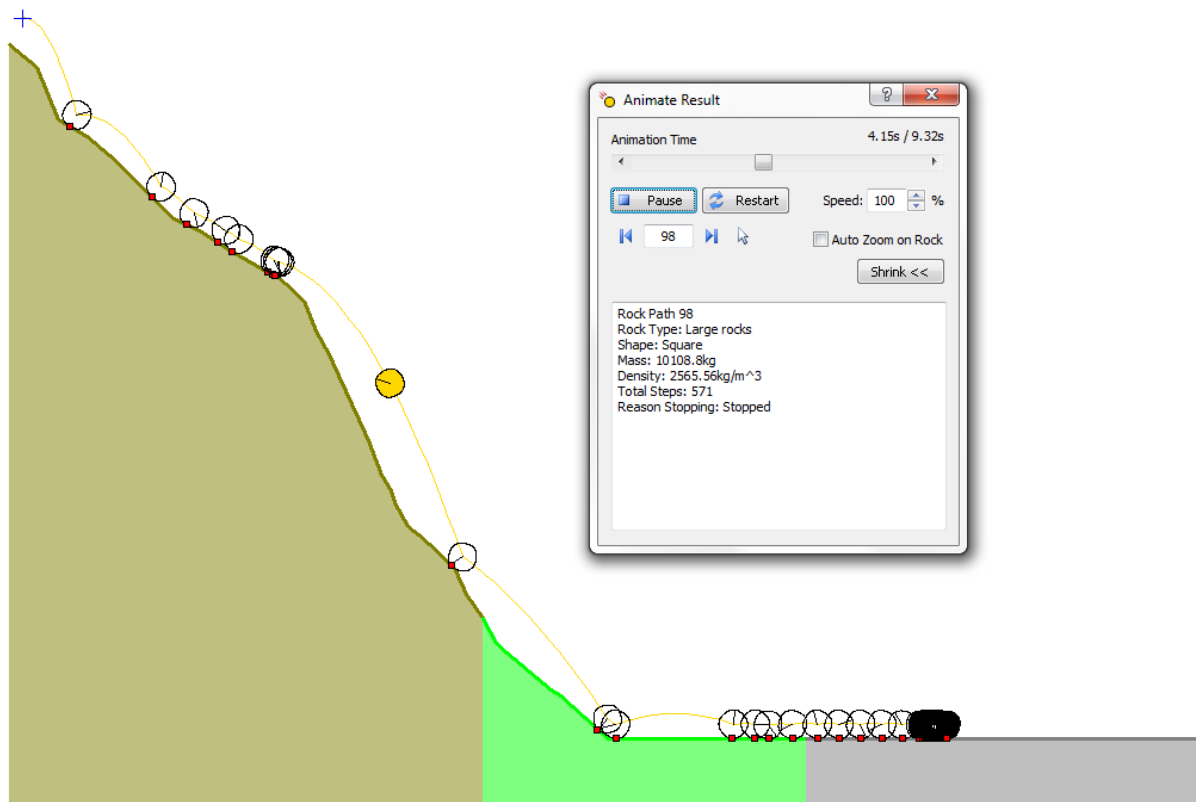 Animate Result
Animation Time 4.15s / 9.32s
Pause Restart Speed: 100 %
98 Auto Zoom on Rock
Shrink <<
Rock Path 98
Rock Type: Large rocks
Shape: Square
Mass: 10108.8kg
Density: 2565.56kg/m^3
Total Steps: 571
Reason Stopping: Stopped